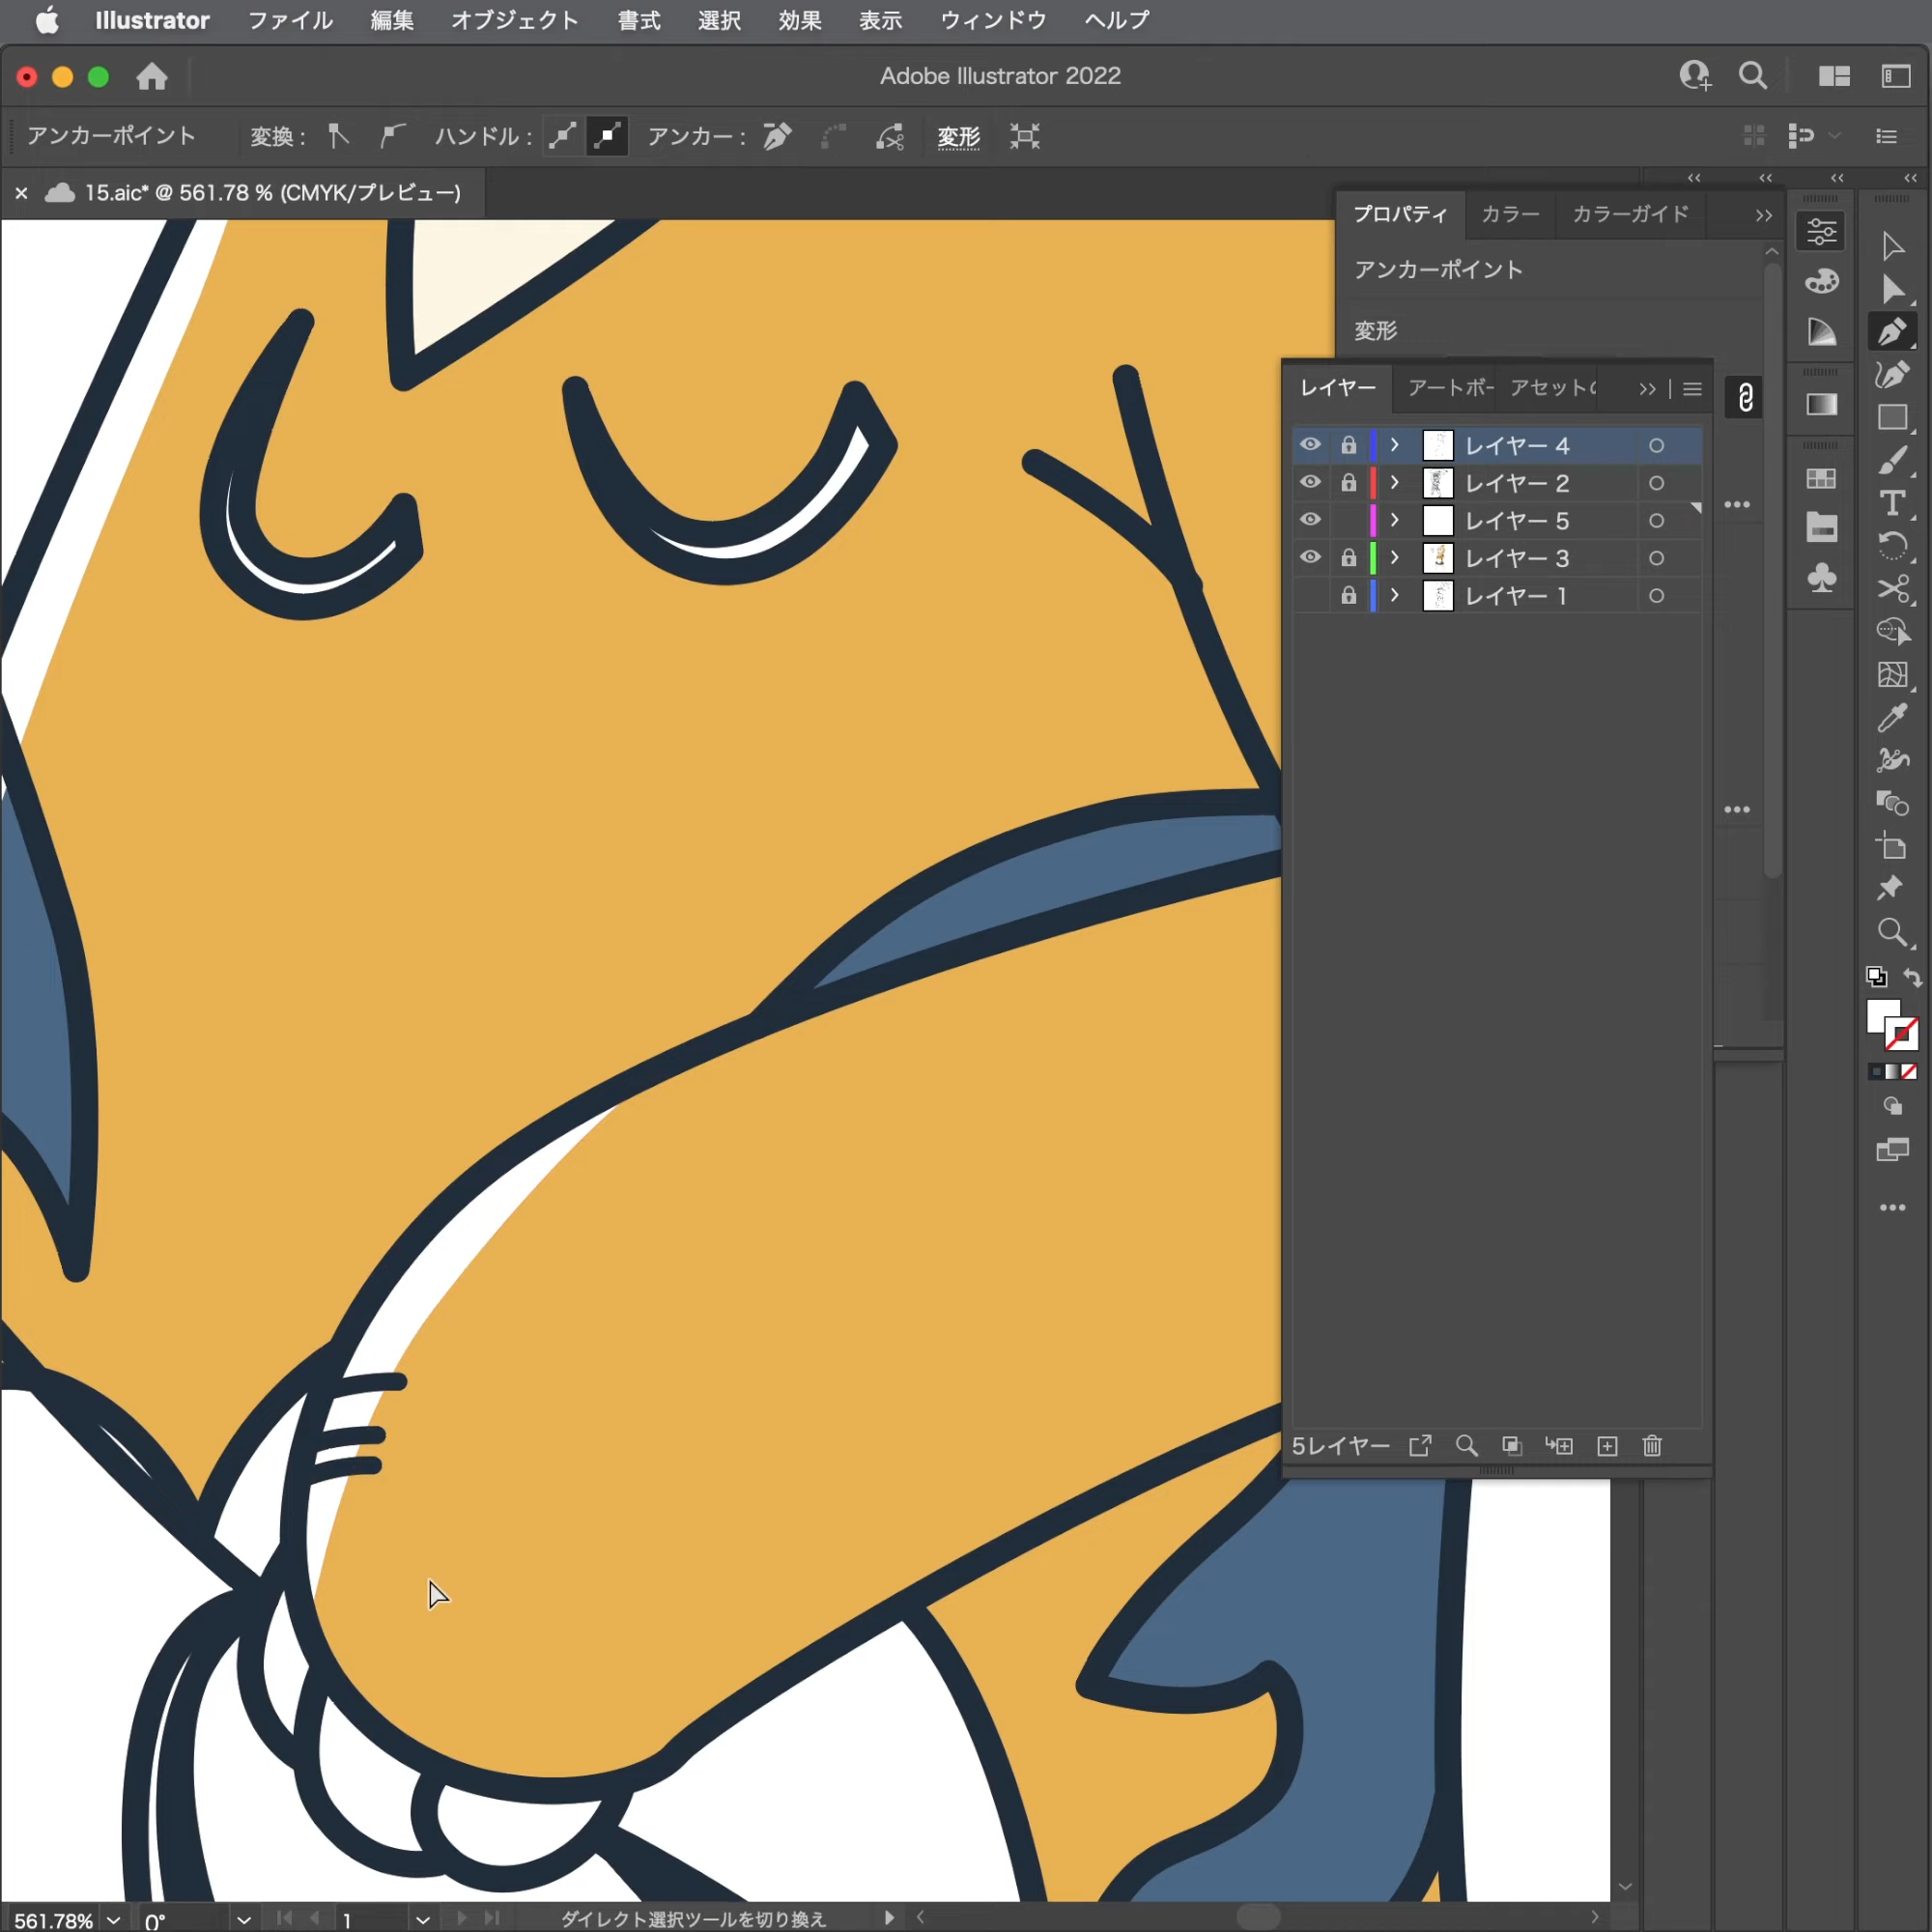 Illustrator ファイル 編集 オブジェクト 書式 選択 効果 表示 ウィンドウ ヘルプ
Adobe Illustrator 2022
アンカーポイント 変換： ハンドル： アンカー： 変形
× 15.aic* @ 561.78 % (CMYK/プレビュー)
プロパティ カラー カラーガイド
アンカーポイント
変形
レイヤー アートボー アセットの
レイヤー 4
レイヤー 2
レイヤー 5
レイヤー 3
レイヤー 1
5レイヤー
561.78% 0° 1 ダイレクト選択ツールを切り換え